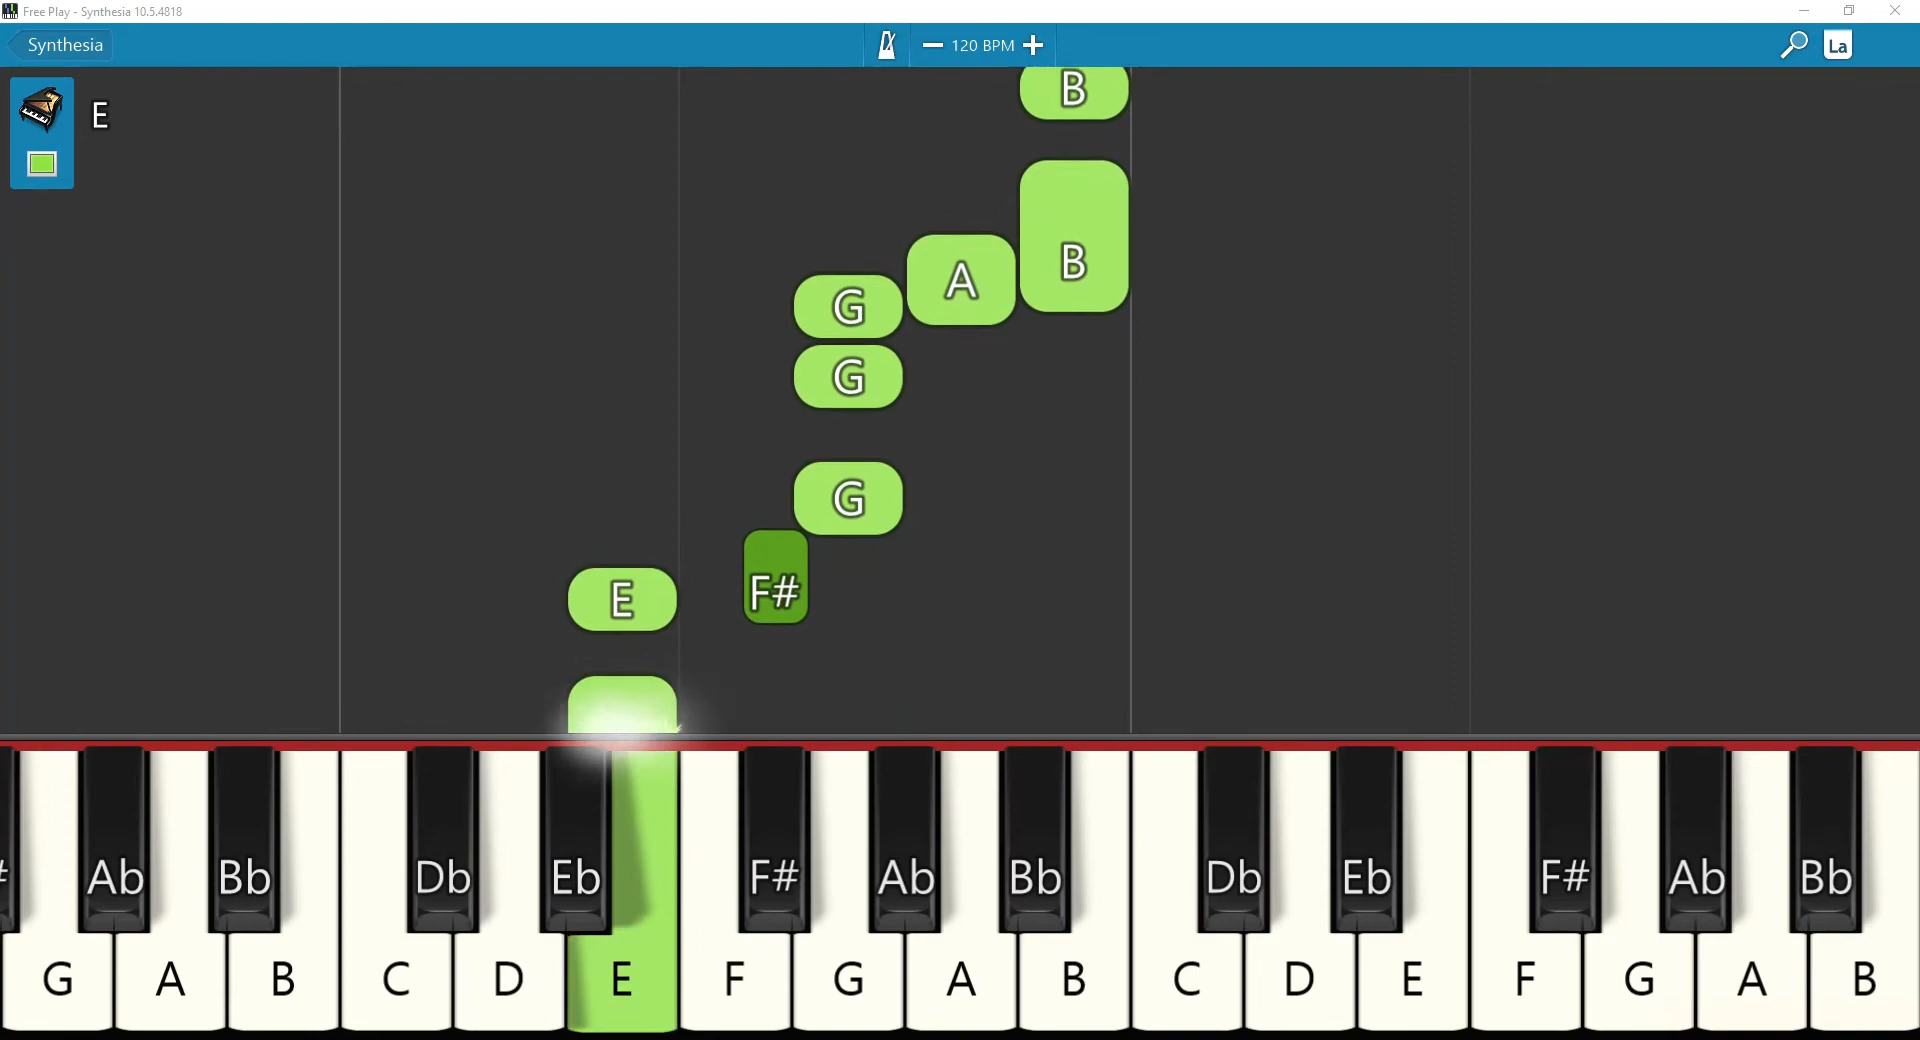 Free Play - Synthesia 10.5.4818
Synthesia
120 BPM
La
E
B
B
A
G
G
G
F#
E
# Ab Bb Db Eb F# Ab Bb Db Eb F# Ab Bb
G A B C D E F G A B C D E F G A B